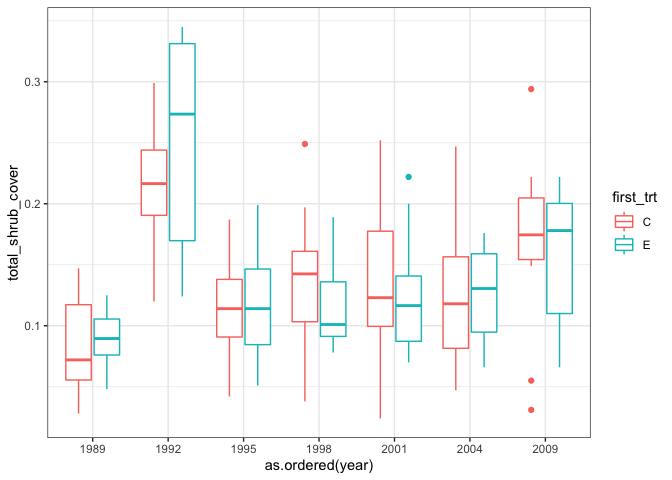 0.3
0.2
0.1
total_shrub_cover
1989 1992 1995 1998 2001 2004 2009
as.ordered(year)
first_trt
C
E